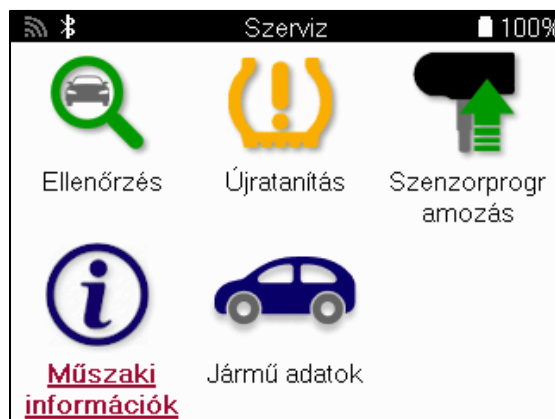 Szerviz 100%
Ellenőrzés Újratanítás Szenzorprogr
amozás
Műszaki Jármű adatok
információk